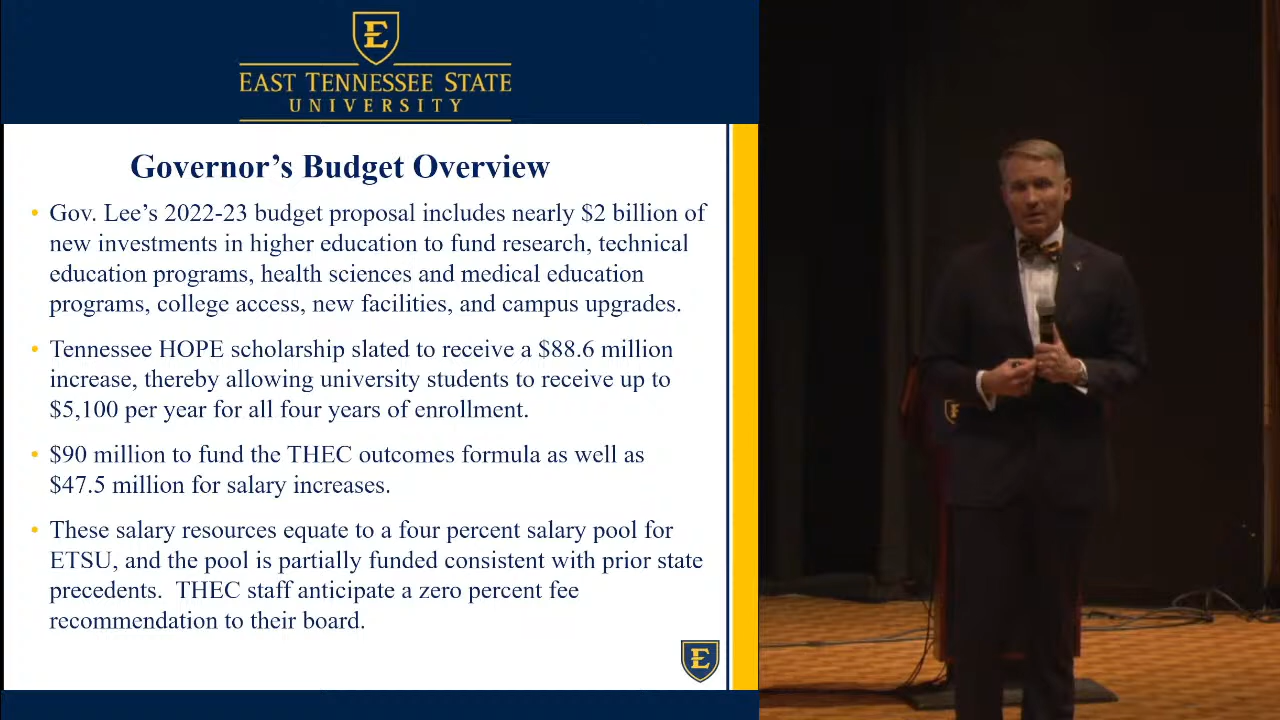 E
EAST TENNESSEE STATE
UNIVERSITY
Governor's Budget Overview
• Gov. Lee's 2022-23 budget proposal includes nearly $2 billion of
new investments in higher education to fund research, technical
education programs, health sciences and medical education
programs, college access, new facilities, and campus upgrades.
• Tennessee HOPE scholarship slated to receive a $88.6 million
increase, thereby allowing university students to receive up to
$5,100 per year for all four years of enrollment.
• $90 million to fund the THEC outcomes formula as well as
$47.5 million for salary increases.
• These salary resources equate to a four percent salary pool for
ETSU, and the pool is partially funded consistent with prior state
precedents.  THEC staff anticipate a zero percent fee
recommendation to their board.
E
E